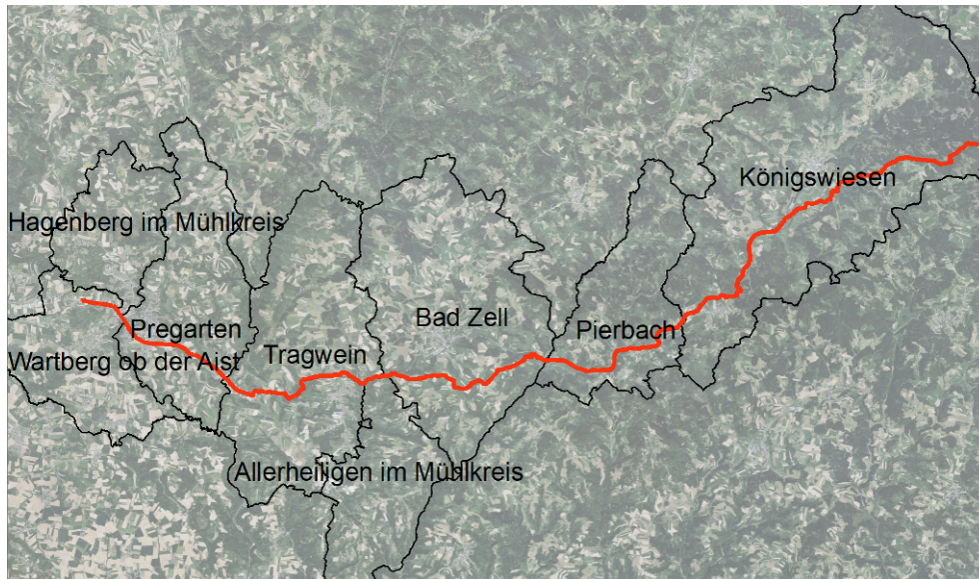 Königswiesen
Hagenberg im Mühlkreis
Bad Zell
Pregarten
Pierbach
Tragwein
Wartberg ob der Aist
Allerheiligen im Mühlkreis